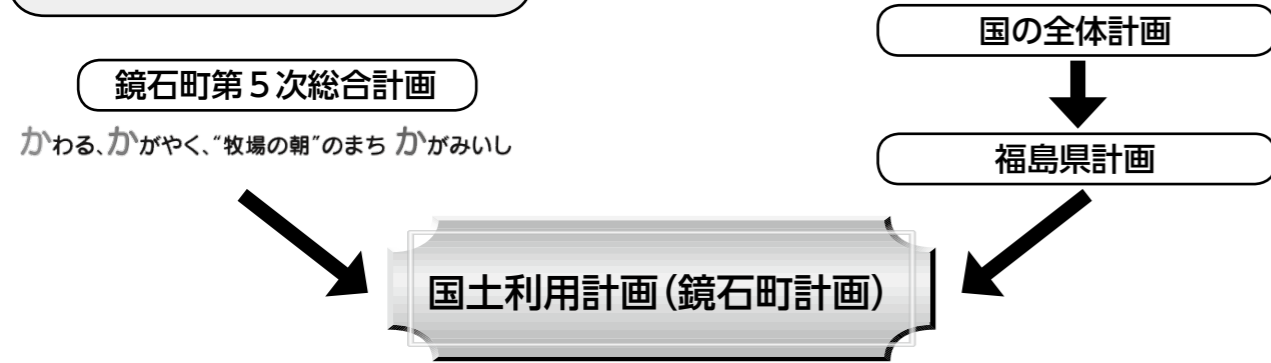 国の全体計画
鏡石町第5次総合計画
かわる、かがやく、“牧場の朝”のまち かがみいし
福島県計画
国土利用計画(鏡石町計画)